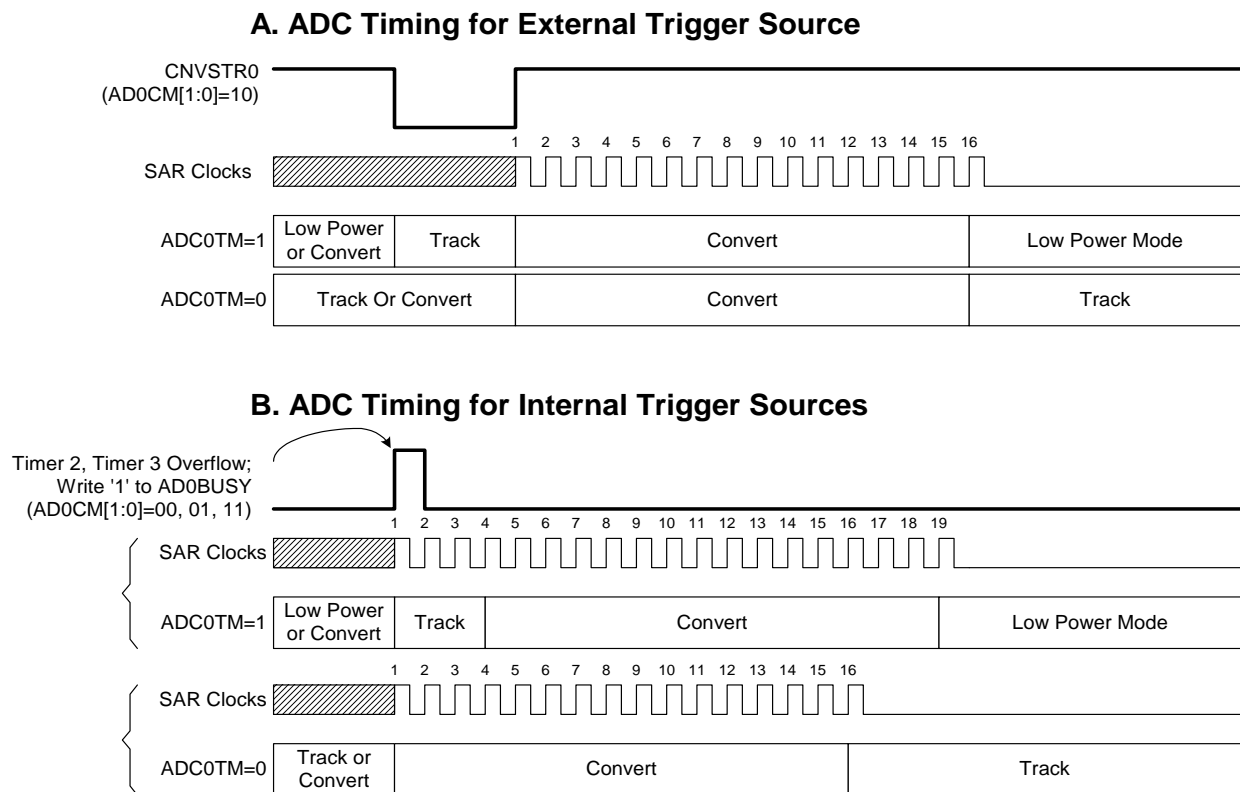 A. ADC Timing for External Trigger Source
CNVSTR0
(AD0CM[1:0]=10)
1 2 3 4 5 6 7 8 9 10 11 12 13 14 15 16
SAR Clocks
ADC0TM=1
Low Power
or Convert
Track
Convert
Low Power Mode
ADC0TM=0
Track Or Convert
Convert
Track
B. ADC Timing for Internal Trigger Sources
Timer 2, Timer 3 Overflow;
Write '1' to AD0BUSY
(AD0CM[1:0]=00, 01, 11)
1 2 3 4 5 6 7 8 9 10 11 12 13 14 15 16 17 18 19
SAR Clocks
ADC0TM=1
Low Power
or Convert
Track
Convert
Low Power Mode
1 2 3 4 5 6 7 8 9 10 11 12 13 14 15 16
SAR Clocks
ADC0TM=0
Track or
Convert
Convert
Track